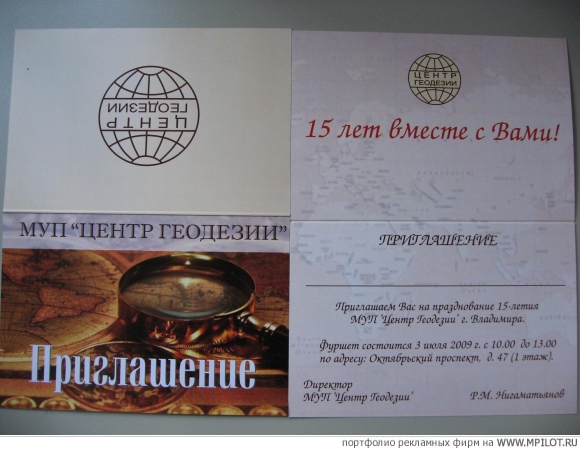 ЦЕНТР
ГЕОДЕЗИИ
МУП “ЦЕНТР ГЕОДЕЗИИ”
Приглашение
ЦЕНТР
ГЕОДЕЗИИ
15 лет вместе с Вами!
ПРИГЛАШЕНИЕ
Приглашаем Вас на празднование 15-летия
МУП "Центр Геодезии" г. Владимира.
Фуршет состоится 3 июля 2009 г. с 10.00 до 13.00
по адресу: Октябрьский проспект, д. 47 (1 этаж).
Директор
МУП "Центр Геодезии"
Р.М. Нигаматьянов
портфолио рекламных фирм на WWW.MPILOT.RU